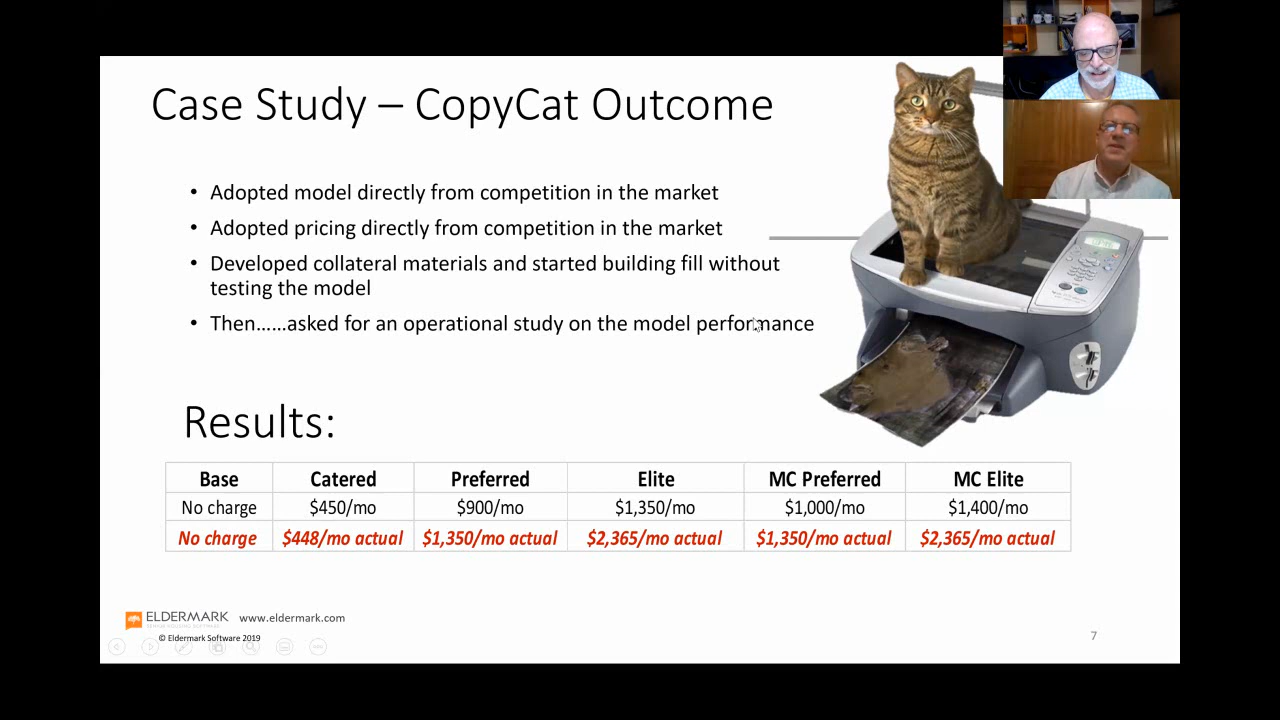 Case Study – CopyCat Outcome
• Adopted model directly from competition in the market
• Adopted pricing directly from competition in the market
• Developed collateral materials and started building fill without
testing the model
• Then……asked for an operational study on the model performance
Results:
Base Catered Preferred Elite MC Preferred MC Elite
No charge $450/mo $900/mo $1,350/mo $1,000/mo $1,400/mo
No charge $448/mo actual $1,350/mo actual $2,365/mo actual $1,350/mo actual $2,365/mo actual
ELDERMARK www.eldermark.com
SENIOR HOUSING SOFTWARE
© Eldermark Software 2019
7